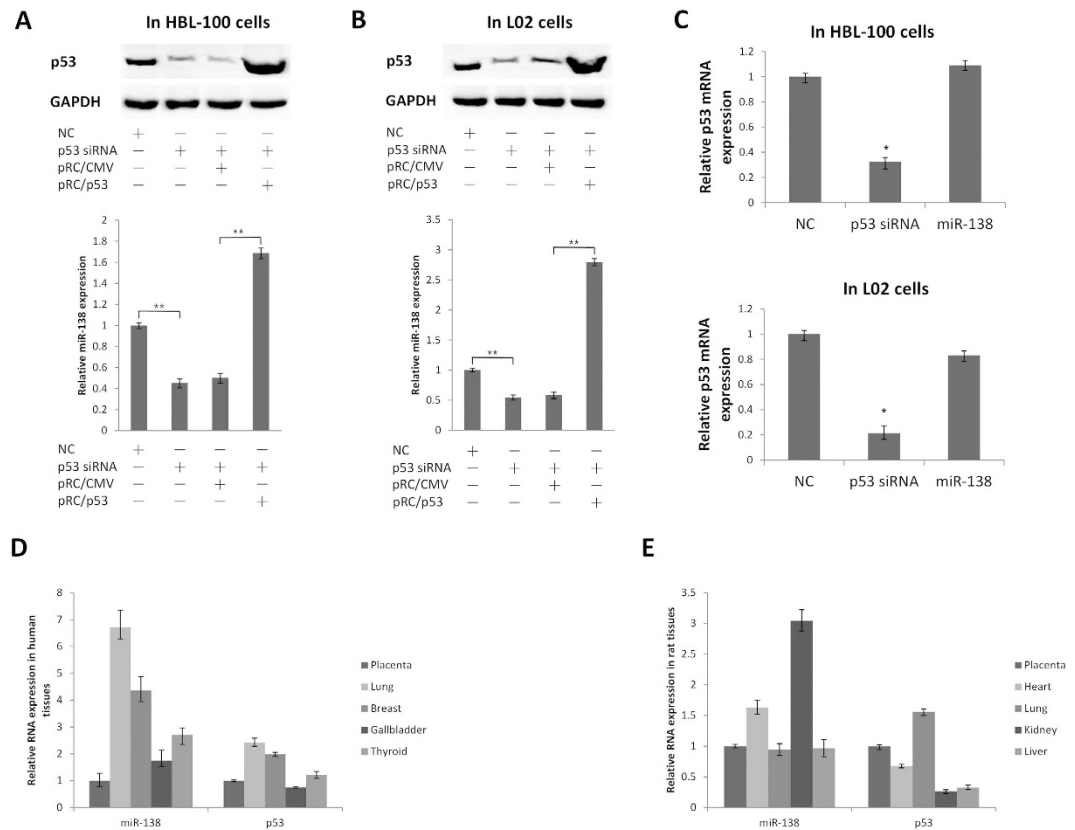 A
In HBL-100 cells
p53
GAPDH
NC + − − −
p53 siRNA − + + +
pRC/CMV − − + −
pRC/p53 − − − +
Relative miR-138 expression
2
1.8
1.6
1.4
1.2
1
0.8
0.6
0.4
0.2
0
**
**
NC + − − −
p53 siRNA − + + +
pRC/CMV − − + −
pRC/p53 − − − +
B
In L02 cells
p53
GAPDH
NC + − − −
p53 siRNA − + + +
pRC/CMV − − + −
pRC/p53 − − − +
Relative miR-138 expression
3.5
3
2.5
2
1.5
1
0.5
0
**
**
NC + − − −
p53 siRNA − + + +
pRC/CMV − − + −
pRC/p53 − − − +
C
In HBL-100 cells
Relative p53 mRNA
expression
1.2
1
0.8
0.6
0.4
0.2
0
*
NC p53 siRNA miR-138
In L02 cells
Relative p53 mRNA
expression
1.2
1
0.8
0.6
0.4
0.2
0
*
NC p53 siRNA miR-138
D
Relative RNA expression in human
tissues
8
7
6
5
4
3
2
1
0
miR-138 p53
Placenta
Lung
Breast
Gallbladder
Thyroid
E
Relative RNA expression in rat tissues
3.5
3
2.5
2
1.5
1
0.5
0
miR-138 p53
Placenta
Heart
Lung
Kidney
Liver